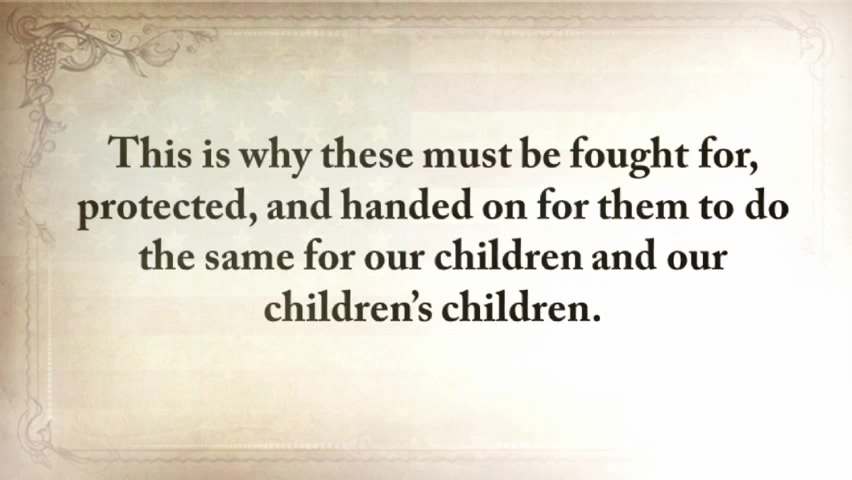 This is why these must be fought for,
protected, and handed on for them to do
the same for our children and our
children’s children.